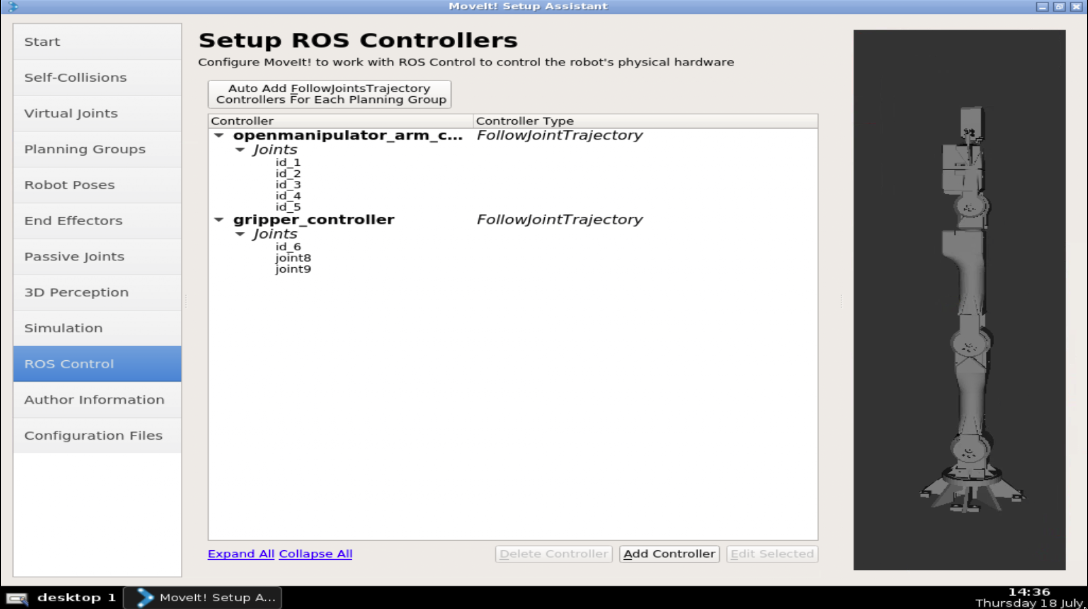 MoveIt! Setup Assistant
Start
Self-Collisions
Virtual Joints
Planning Groups
Robot Poses
End Effectors
Passive Joints
3D Perception
Simulation
ROS Control
Author Information
Configuration Files
Setup ROS Controllers
Configure MoveIt! to work with ROS Control to control the robot's physical hardware
Auto Add FollowJointsTrajectory
Controllers For Each Planning Group
Controller Controller Type
openmanipulator_arm_c... FollowJointTrajectory
Joints
id_1
id_2
id_3
id_4
id_5
gripper_controller FollowJointTrajectory
Joints
id_6
joint8
joint9
Expand All Collapse All Delete Controller Add Controller Edit Selected
desktop 1 MoveIt! Setup A... 14:36
Thursday 18 July